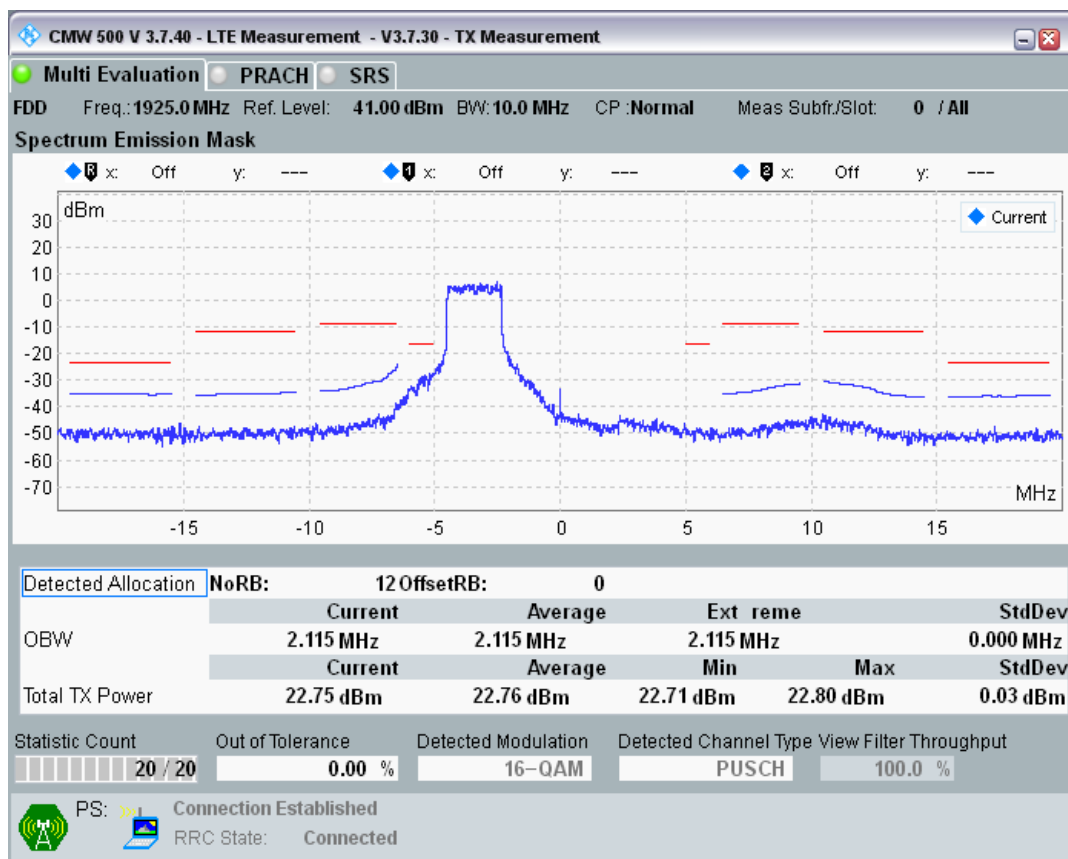 CMW 500 V 3.7.40 - LTE Measurement - V3.7.30 - TX Measurement
Multi Evaluation PRACH SRS
FDD Freq.: 1925.0 MHz Ref. Level: 41.00 dBm BW: 10.0 MHz CP :Normal Meas Subfr./Slot: 0 / All
Spectrum Emission Mask
R x: Off y: --- 1 x: Off y: --- 2 x: Off y: ---
dBm
Current
30
20
10
0
-10
-20
-30
-40
-50
-60
-70
MHz
-15 -10 -5 0 5 10 15
Detected Allocation NoRB: 12 OffsetRB: 0
Current Average Ext reme StdDev
OBW 2.115 MHz 2.115 MHz 2.115 MHz 0.000 MHz
Current Average Min Max StdDev
Total TX Power 22.75 dBm 22.76 dBm 22.71 dBm 22.80 dBm 0.03 dBm
Statistic Count Out of Tolerance Detected Modulation Detected Channel Type View Filter Throughput
20 / 20 0.00 % 16-QAM PUSCH 100.0 %
PS: Connection Established
RRC State: Connected